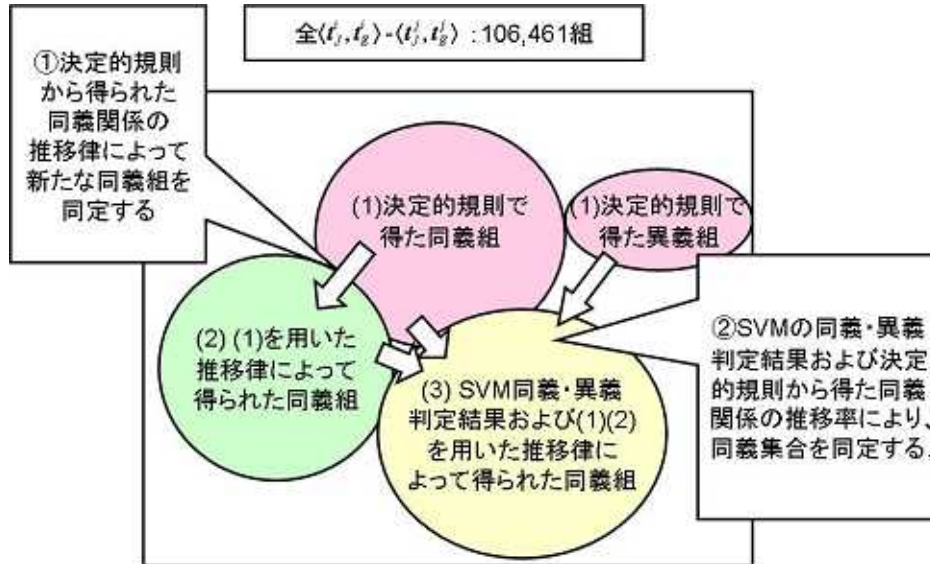 全⟨t_J^i, t_E^i⟩-⟨t_J^j, t_E^j⟩ : 106,461組
①決定的規則
から得られた
同義関係の
推移律によって
新たな同義組を
同定する
(1)決定的規則で
得た同義組
(1)決定的規則で
得た異義組
(2) (1)を用いた
推移律によって
得られた同義組
(3) SVM同義・異義
判定結果および(1)(2)
を用いた推移律に
よって得られた同義組
②SVMの同義・異義
判定結果および決定
的規則から得た同義
関係の推移率により、
同義集合を同定する.